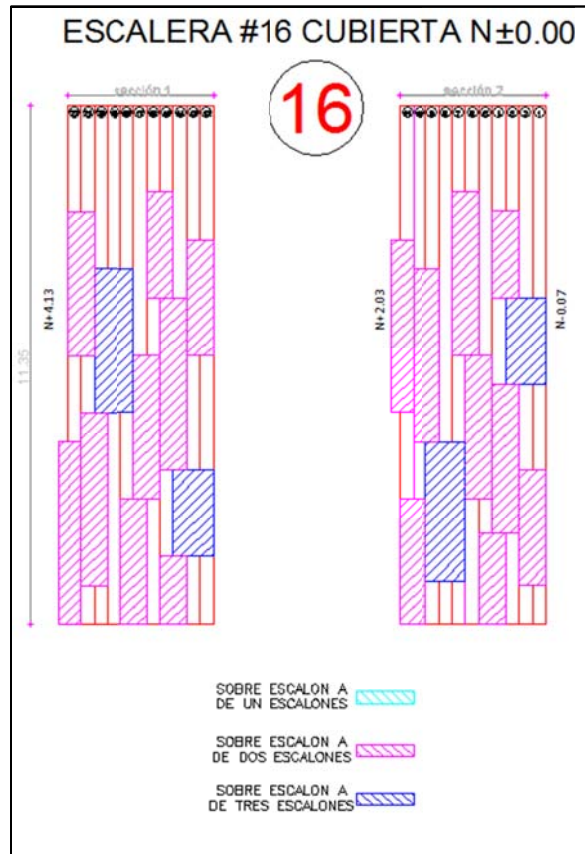 ESCALERA #16 CUBIERTA N±0.00
sección 1
sección 2
16
N+4.13
N+2.03
N-0.07
11.35
SOBRE ESCALON A
DE UN ESCALONES
SOBRE ESCALON A
DE DOS ESCALONES
SOBRE ESCALON A
DE TRES ESCALONES